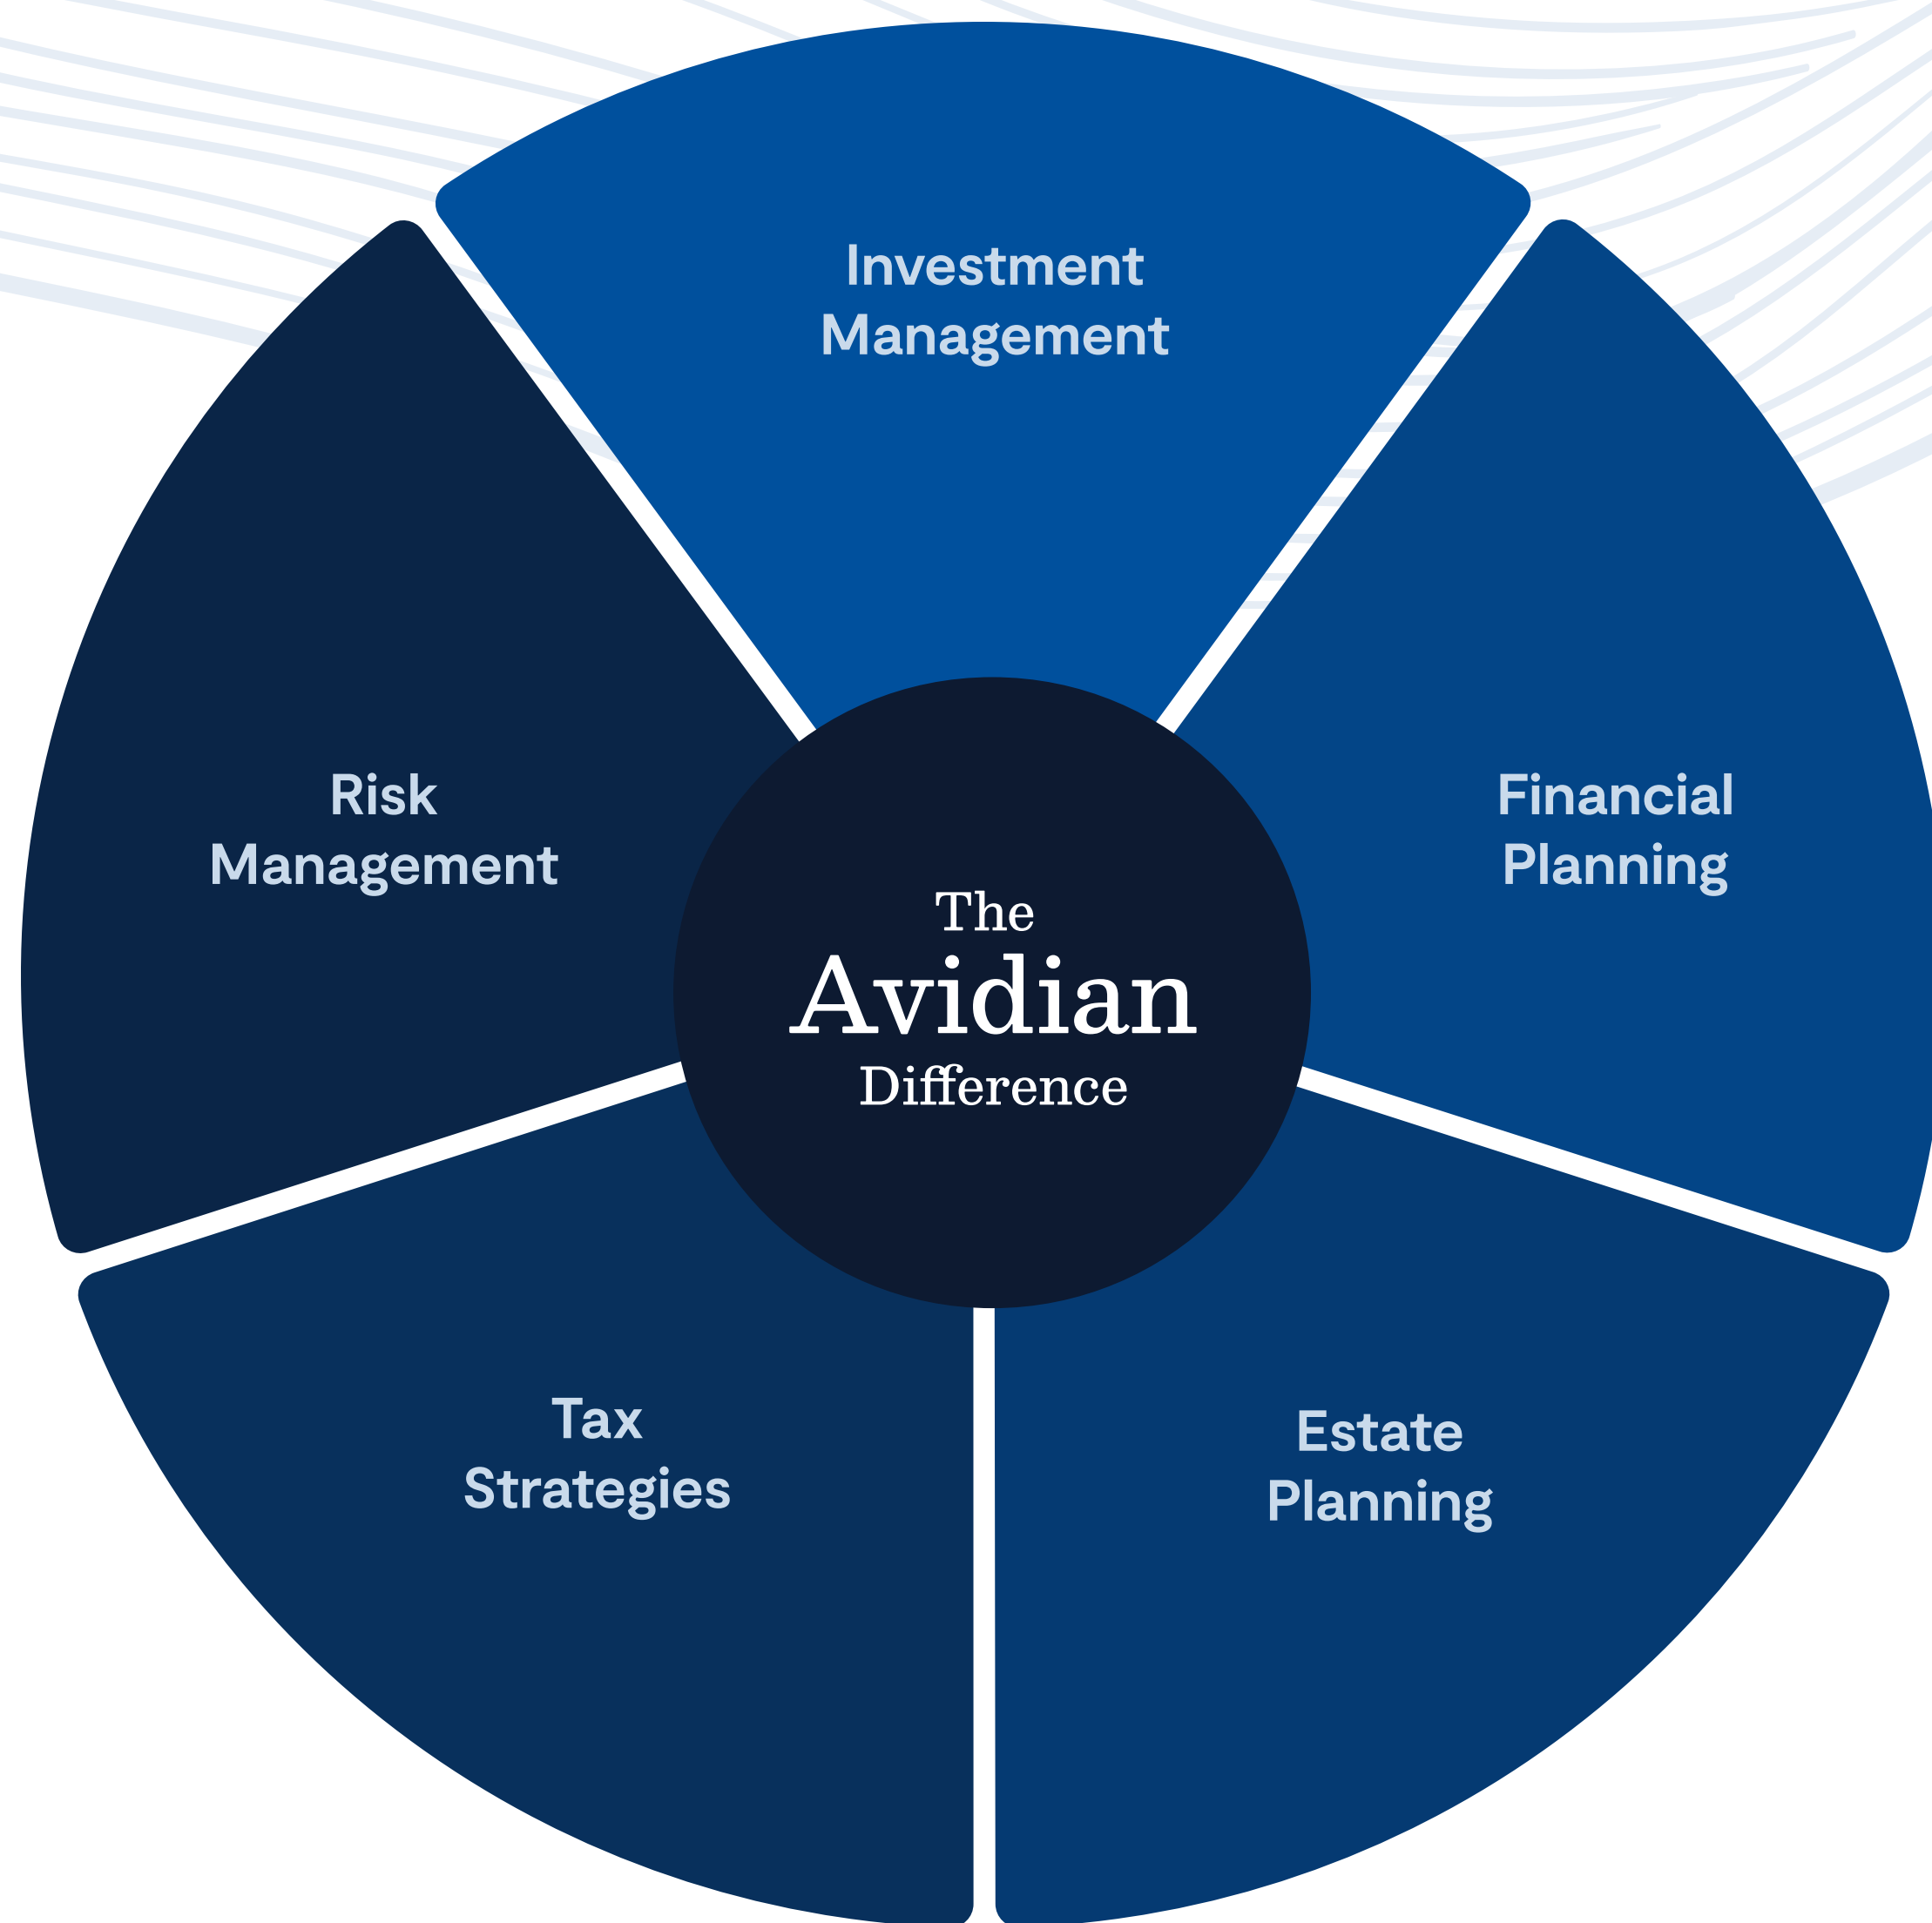 Investment
Management
Financial
Planning
Estate
Planning
Tax
Strategies
Risk
Management
The
Avidian
Difference